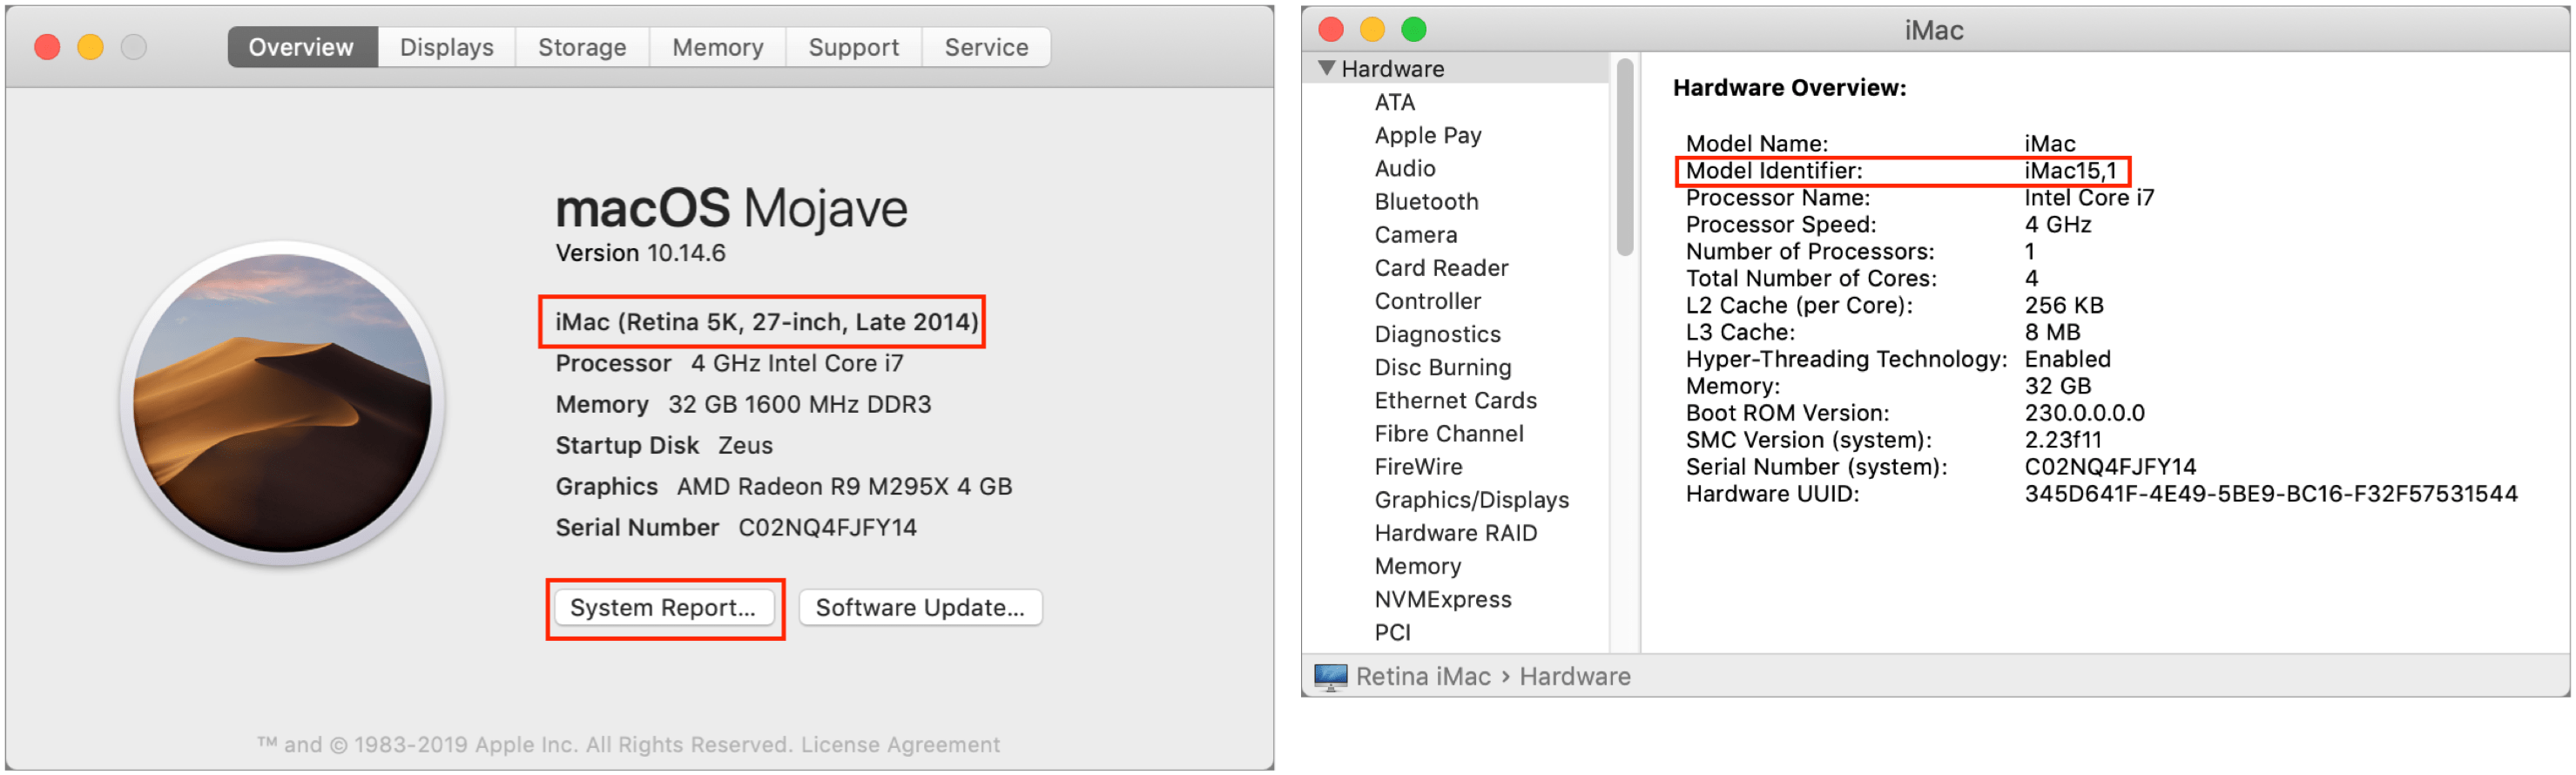 Overview Displays Storage Memory Support Service
macOS Mojave
Version 10.14.6
iMac (Retina 5K, 27-inch, Late 2014)
Processor 4 GHz Intel Core i7
Memory 32 GB 1600 MHz DDR3
Startup Disk Zeus
Graphics AMD Radeon R9 M295X 4 GB
Serial Number C02NQ4FJFY14
System Report... Software Update...
™ and © 1983-2019 Apple Inc. All Rights Reserved. License Agreement
iMac
Hardware
ATA
Apple Pay
Audio
Bluetooth
Camera
Card Reader
Controller
Diagnostics
Disc Burning
Ethernet Cards
Fibre Channel
FireWire
Graphics/Displays
Hardware RAID
Memory
NVMExpress
PCI
Hardware Overview:
Model Name: iMac
Model Identifier: iMac15,1
Processor Name: Intel Core i7
Processor Speed: 4 GHz
Number of Processors: 1
Total Number of Cores: 4
L2 Cache (per Core): 256 KB
L3 Cache: 8 MB
Hyper-Threading Technology: Enabled
Memory: 32 GB
Boot ROM Version: 230.0.0.0.0
SMC Version (system): 2.23f11
Serial Number (system): C02NQ4FJFY14
Hardware UUID: 345D641F-4E49-5BE9-BC16-F32F57531544
Retina iMac › Hardware